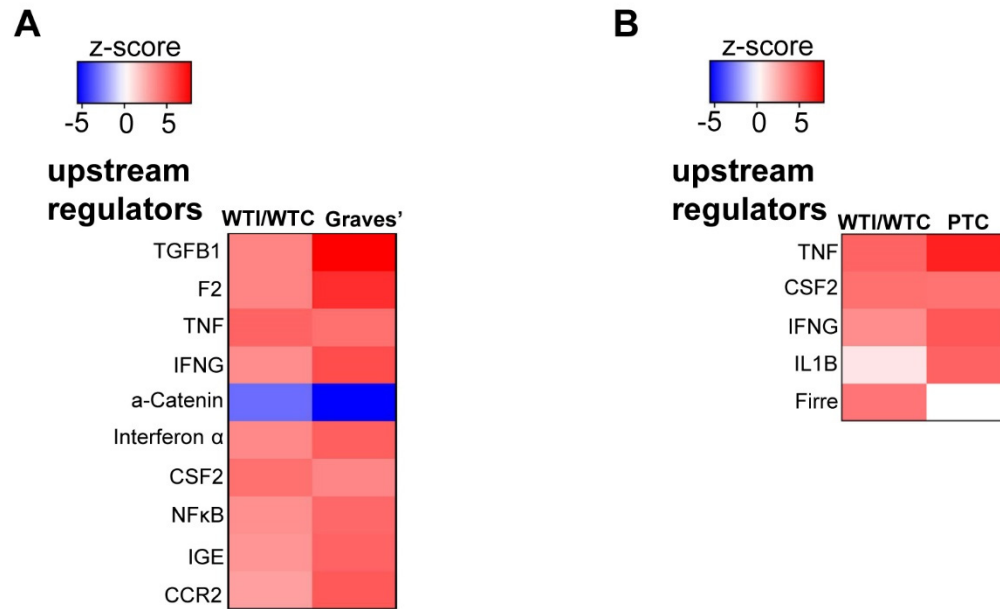 A
z-score
-5 0 5
upstream
regulators
WTI/WTC Graves’
TGFB1
F2
TNF
IFNG
a-Catenin
Interferon α
CSF2
NFκB
IGE
CCR2
B
z-score
-5 0 5
upstream
regulators
WTI/WTC PTC
TNF
CSF2
IFNG
IL1B
Firre